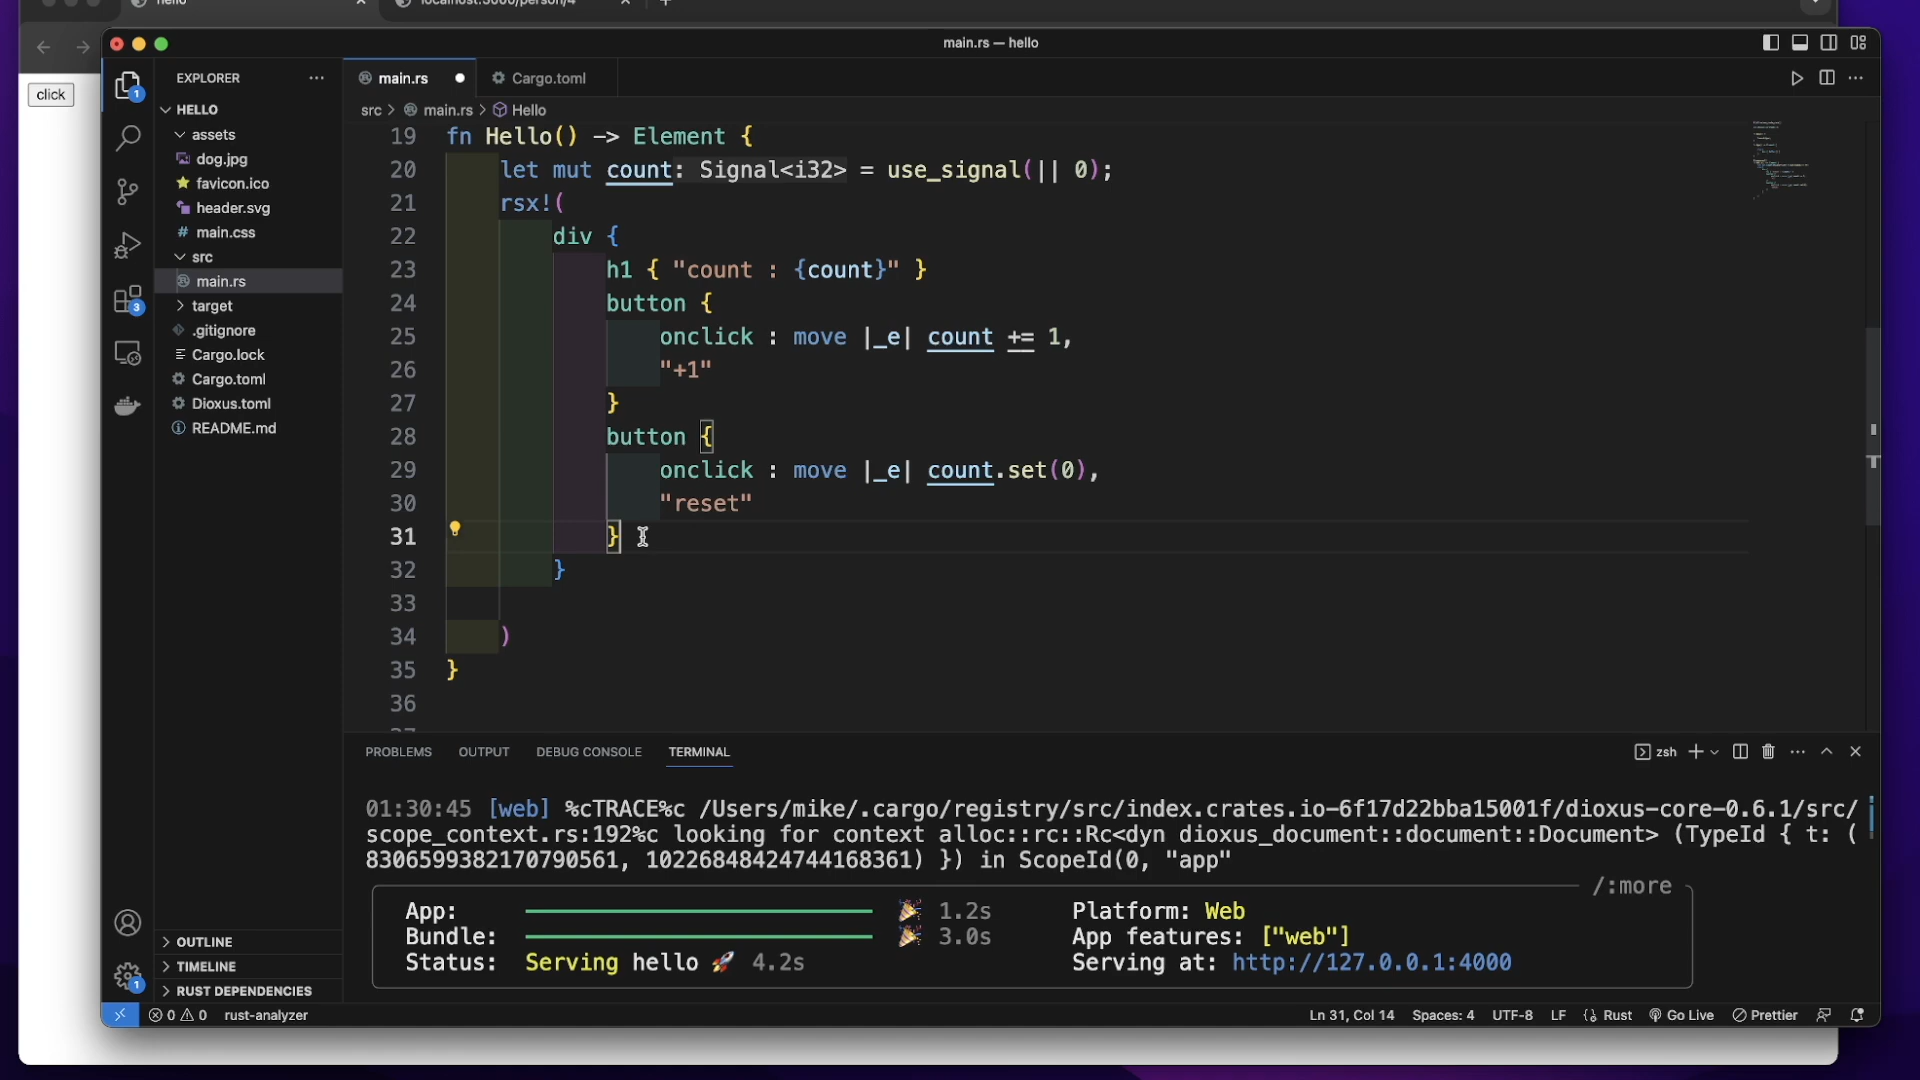 hello
localhost:3000/person/4
click
main.rs — hello
EXPLORER
main.rs
Cargo.toml
src > main.rs > Hello
HELLO
assets
dog.jpg
favicon.ico
header.svg
main.css
src
main.rs
target
.gitignore
Cargo.lock
Cargo.toml
Dioxus.toml
README.md
OUTLINE
TIMELINE
RUST DEPENDENCIES
19 fn Hello() -> Element {
20 let mut count: Signal<i32> = use_signal(|| 0);
21 rsx!(
22 div {
23 h1 { "count : {count}" }
24 button {
25 onclick : move |_e| count += 1,
26 "+1"
27 }
28 button {
29 onclick : move |_e| count.set(0),
30 "reset"
31 }
32 }
33
34 )
35 }
36
37
PROBLEMS OUTPUT DEBUG CONSOLE TERMINAL
zsh
01:30:45 [web] %cTRACE%c /Users/mike/.cargo/registry/src/index.crates.io-6f17d22bba15001f/dioxus-core-0.6.1/src/
scope_context.rs:192%c looking for context alloc::rc::Rc<dyn dioxus_document::document::Document> (TypeId { t: (
8306599382170790561, 10226848424744168361) }) in ScopeId(0, "app"
/:more
App: 🎉 1.2s Platform: Web
Bundle: 🎉 3.0s App features: ["web"]
Status: Serving hello 🚀 4.2s Serving at: http://127.0.0.1:4000
0 0 rust-analyzer Ln 31, Col 14 Spaces: 4 UTF-8 LF {} Rust Go Live Prettier